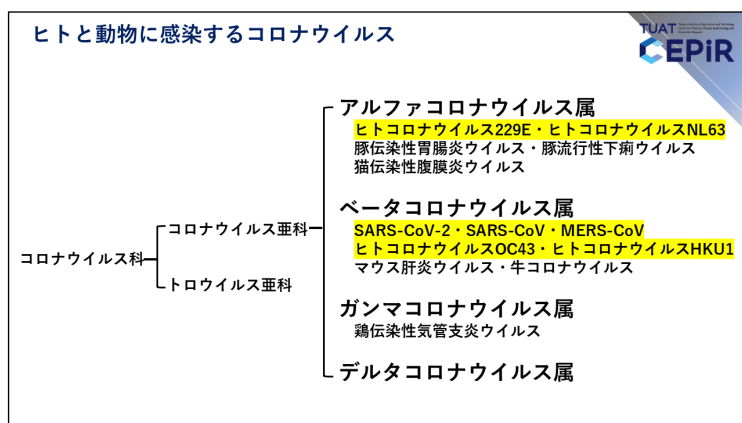 ヒトと動物に感染するコロナウイルス
TUAT
CEPiR
アルファコロナウイルス属
ヒトコロナウイルス229E・ヒトコロナウイルスNL63
豚伝染性胃腸炎ウイルス・豚流行性下痢ウイルス
猫伝染性腹膜炎ウイルス
ベータコロナウイルス属
SARS-CoV-2・SARS-CoV・MERS-CoV
ヒトコロナウイルスOC43・ヒトコロナウイルスHKU1
マウス肝炎ウイルス・牛コロナウイルス
コロナウイルス亜科
コロナウイルス科
トロウイルス亜科
ガンマコロナウイルス属
鶏伝染性気管支炎ウイルス
デルタコロナウイルス属